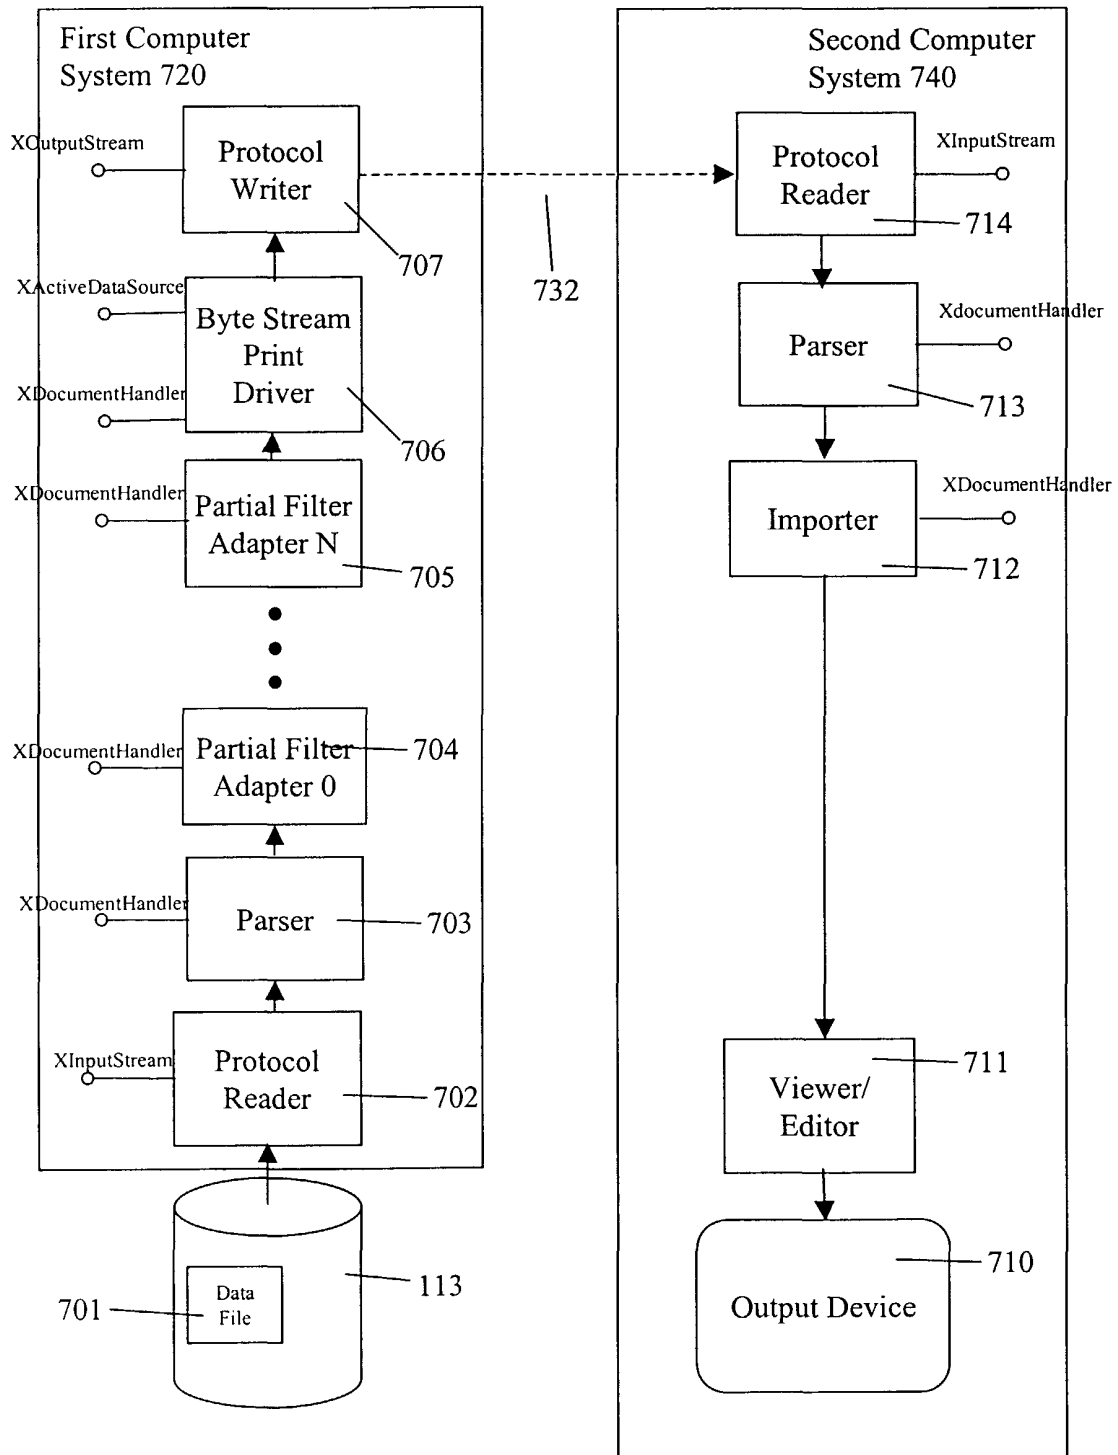 First Computer
System 720
XOutputStream
Protocol
Writer
707
XActiveDataSource
Byte Stream
Print
Driver
XDocumentHandler
706
XDocumentHandler
Partial Filter
Adapter N
705
XDocumentHandler
Partial Filter
Adapter 0
704
XDocumentHandler
Parser
703
XInputStream
Protocol
Reader
702
701
Data
File
113
732
Second Computer
System 740
Protocol
Reader
XInputStream
714
Parser
XdocumentHandler
713
Importer
XDocumentHandler
712
711
Viewer/
Editor
710
Output Device